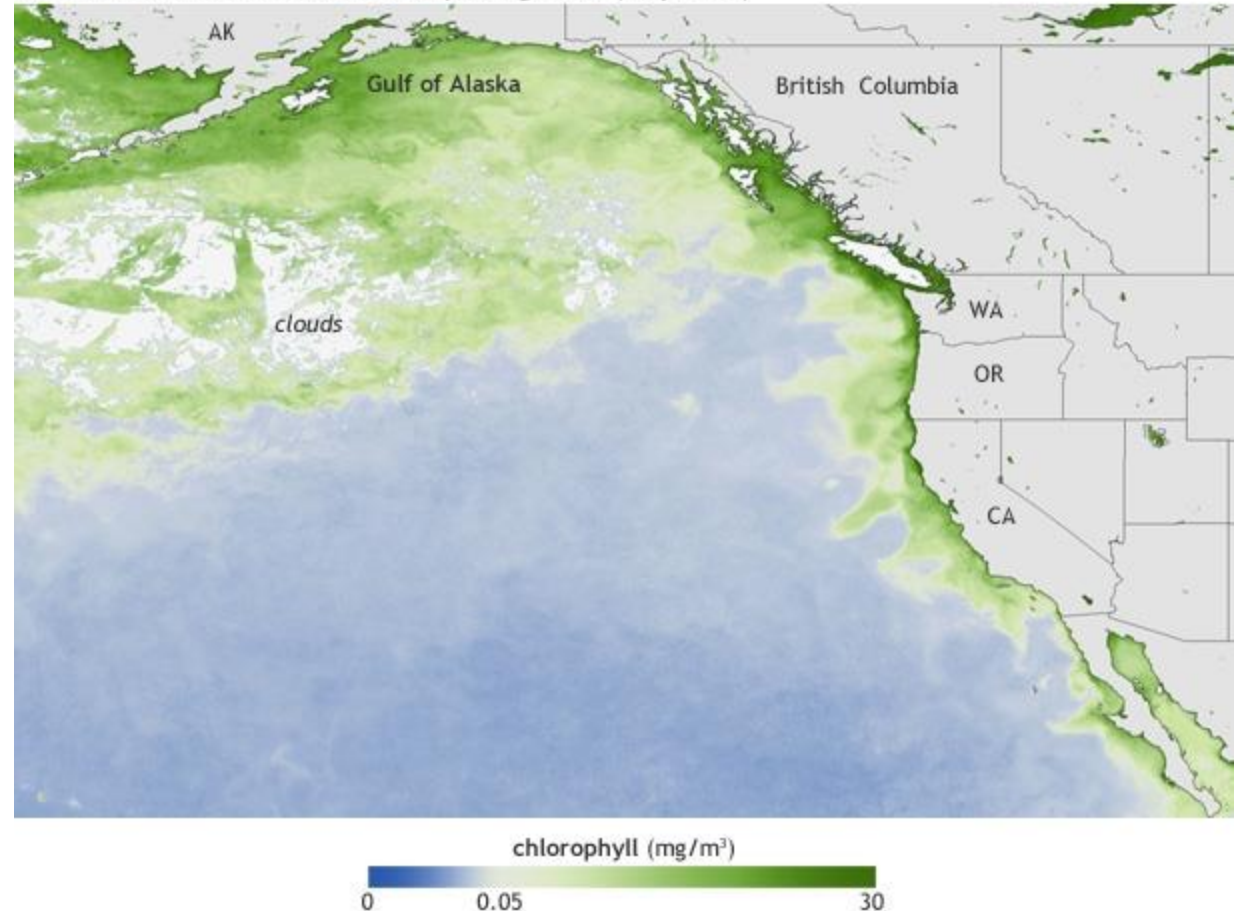 AK
Gulf of Alaska
British Columbia
clouds
WA
OR
CA
chlorophyll (mg/m³)
0 0.05 30